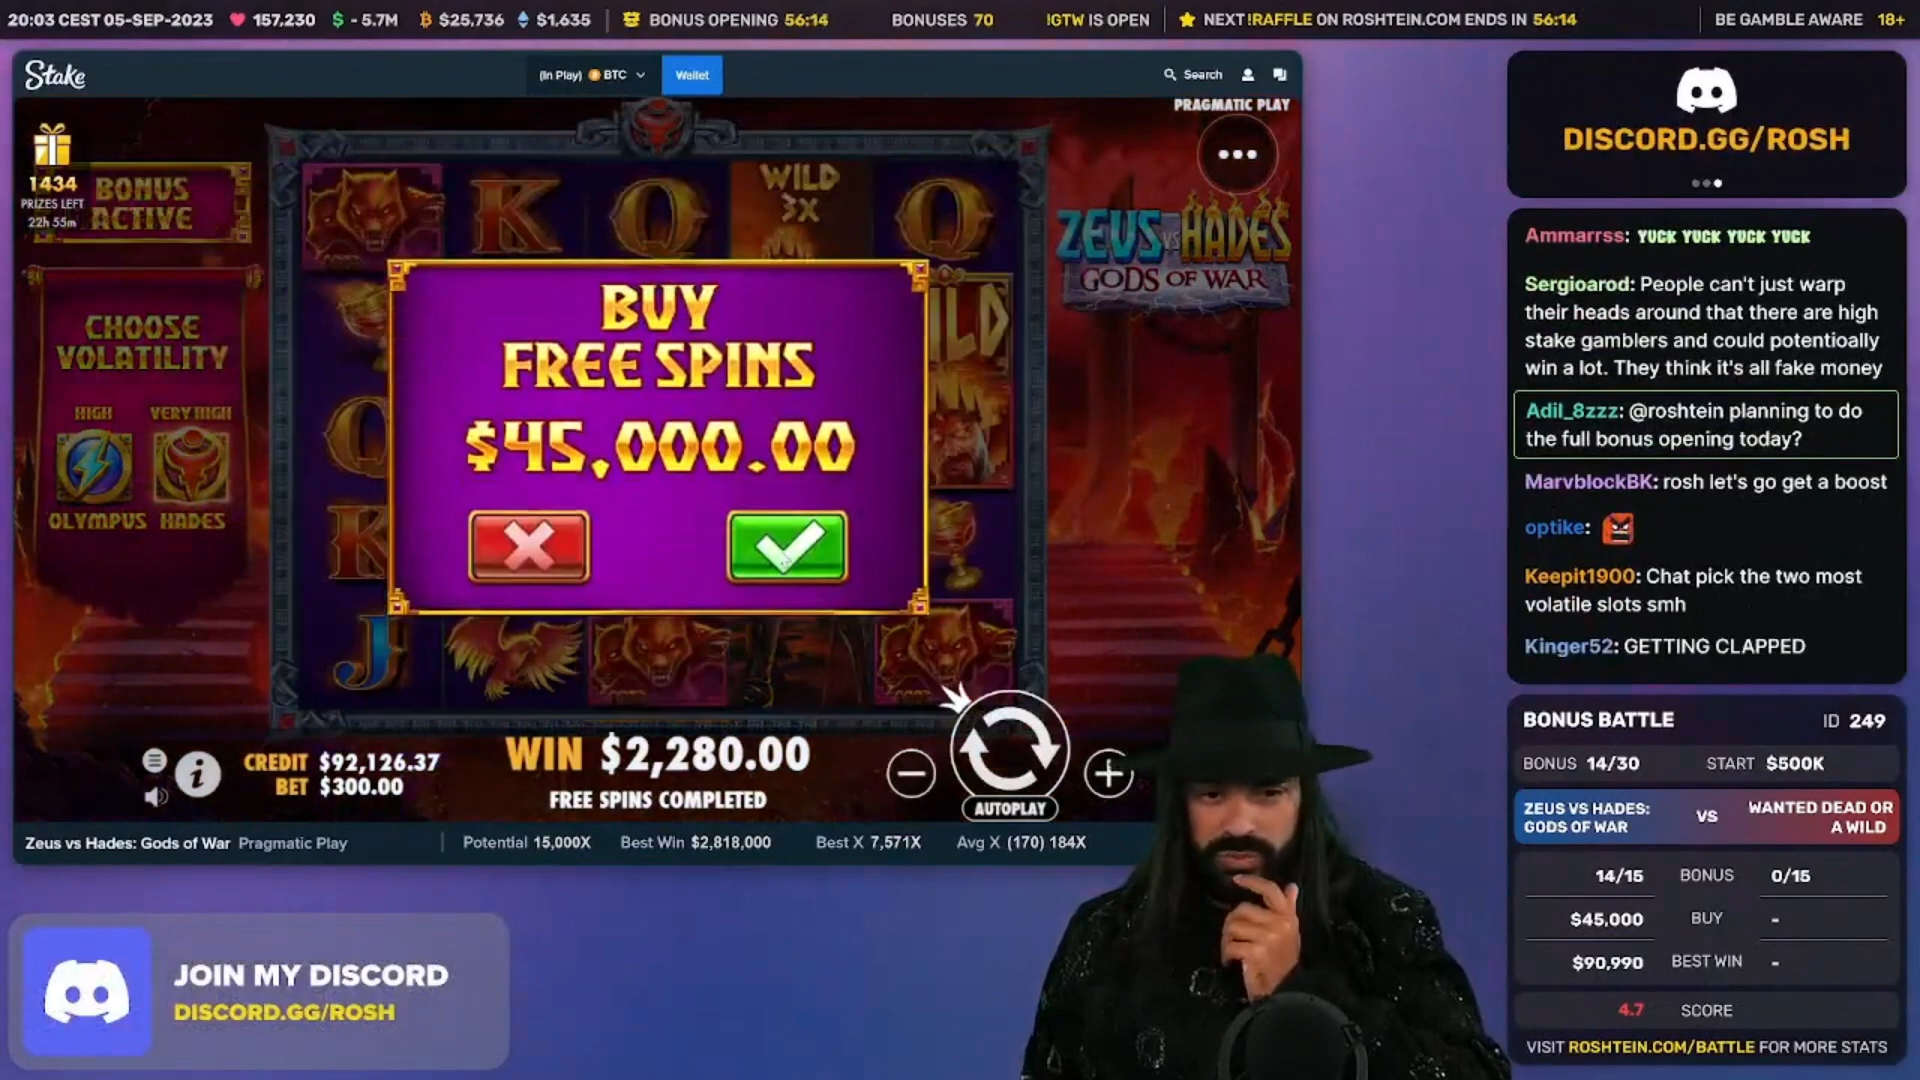 20:03 CEST 05-SEP-2023 157,230 $ - 5.7M $25,736 $1,635 BONUS OPENING 56:14 BONUSES 70 !GTW IS OPEN NEXT !RAFFLE ON ROSHTEIN.COM ENDS IN 56:14 BE GAMBLE AWARE 18+
Stake
(In Play) BTC
Wallet
Search
PRAGMATIC PLAY
1434
PRIZES LEFT
22h 55m
BONUS
ACTIVE
CHOOSE
VOLATILITY
HIGH VERY HIGH
OLYMPUS HADES
K Q WILD Q
3X
BUY
FREE SPINS
$45,000.00
K
J
ZEUS VS HADES
GODS OF WAR
CREDIT $92,126.37
BET $300.00
WIN $2,280.00
FREE SPINS COMPLETED
AUTOPLAY
Zeus vs Hades: Gods of War Pragmatic Play Potential 15,000X Best Win $2,818,000 Best X 7,571X Avg X (170) 184X
JOIN MY DISCORD
DISCORD.GG/ROSH
DISCORD.GG/ROSH
Ammarrss: YUCK YUCK YUCK YUCK
Sergioarod: People can't just warp
their heads around that there are high
stake gamblers and could potentioally
win a lot. They think it's all fake money
Adil_8zzz: @roshtein planning to do
the full bonus opening today?
MarvblockBK: rosh let's go get a boost
optike:
Keepit1900: Chat pick the two most
volatile slots smh
Kinger52: GETTING CLAPPED
BONUS BATTLE ID 249
BONUS 14/30 START $500K
ZEUS VS HADES:
GODS OF WAR
VS
WANTED DEAD OR
A WILD
14/15 BONUS 0/15
$45,000 BUY -
$90,990 BEST WIN -
4.7 SCORE
VISIT ROSHTEIN.COM/BATTLE FOR MORE STATS